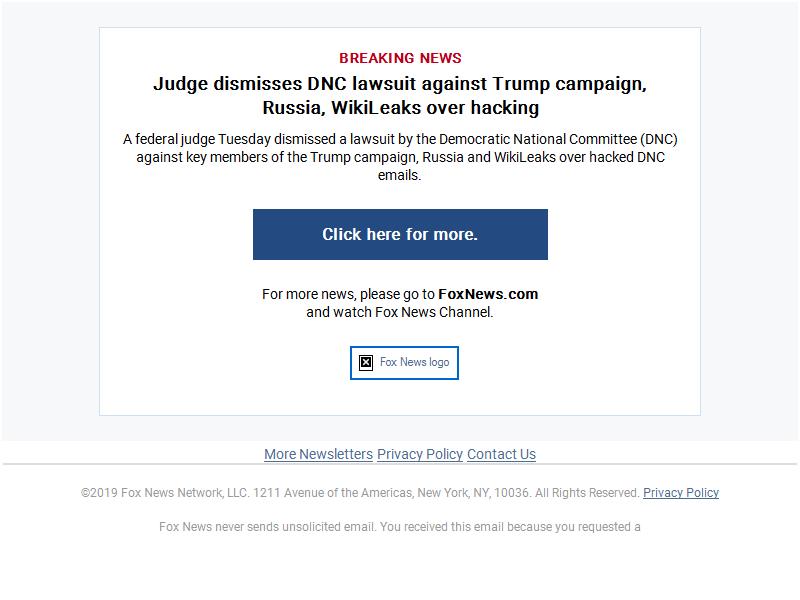 BREAKING NEWS
Judge dismisses DNC lawsuit against Trump campaign,
Russia, WikiLeaks over hacking
A federal judge Tuesday dismissed a lawsuit by the Democratic National Committee (DNC)
against key members of the Trump campaign, Russia and WikiLeaks over hacked DNC
emails.
Click here for more.
For more news, please go to FoxNews.com
and watch Fox News Channel.
Fox News logo
More Newsletters Privacy Policy Contact Us
©2019 Fox News Network, LLC. 1211 Avenue of the Americas, New York, NY, 10036. All Rights Reserved. Privacy Policy
Fox News never sends unsolicited email. You received this email because you requested a